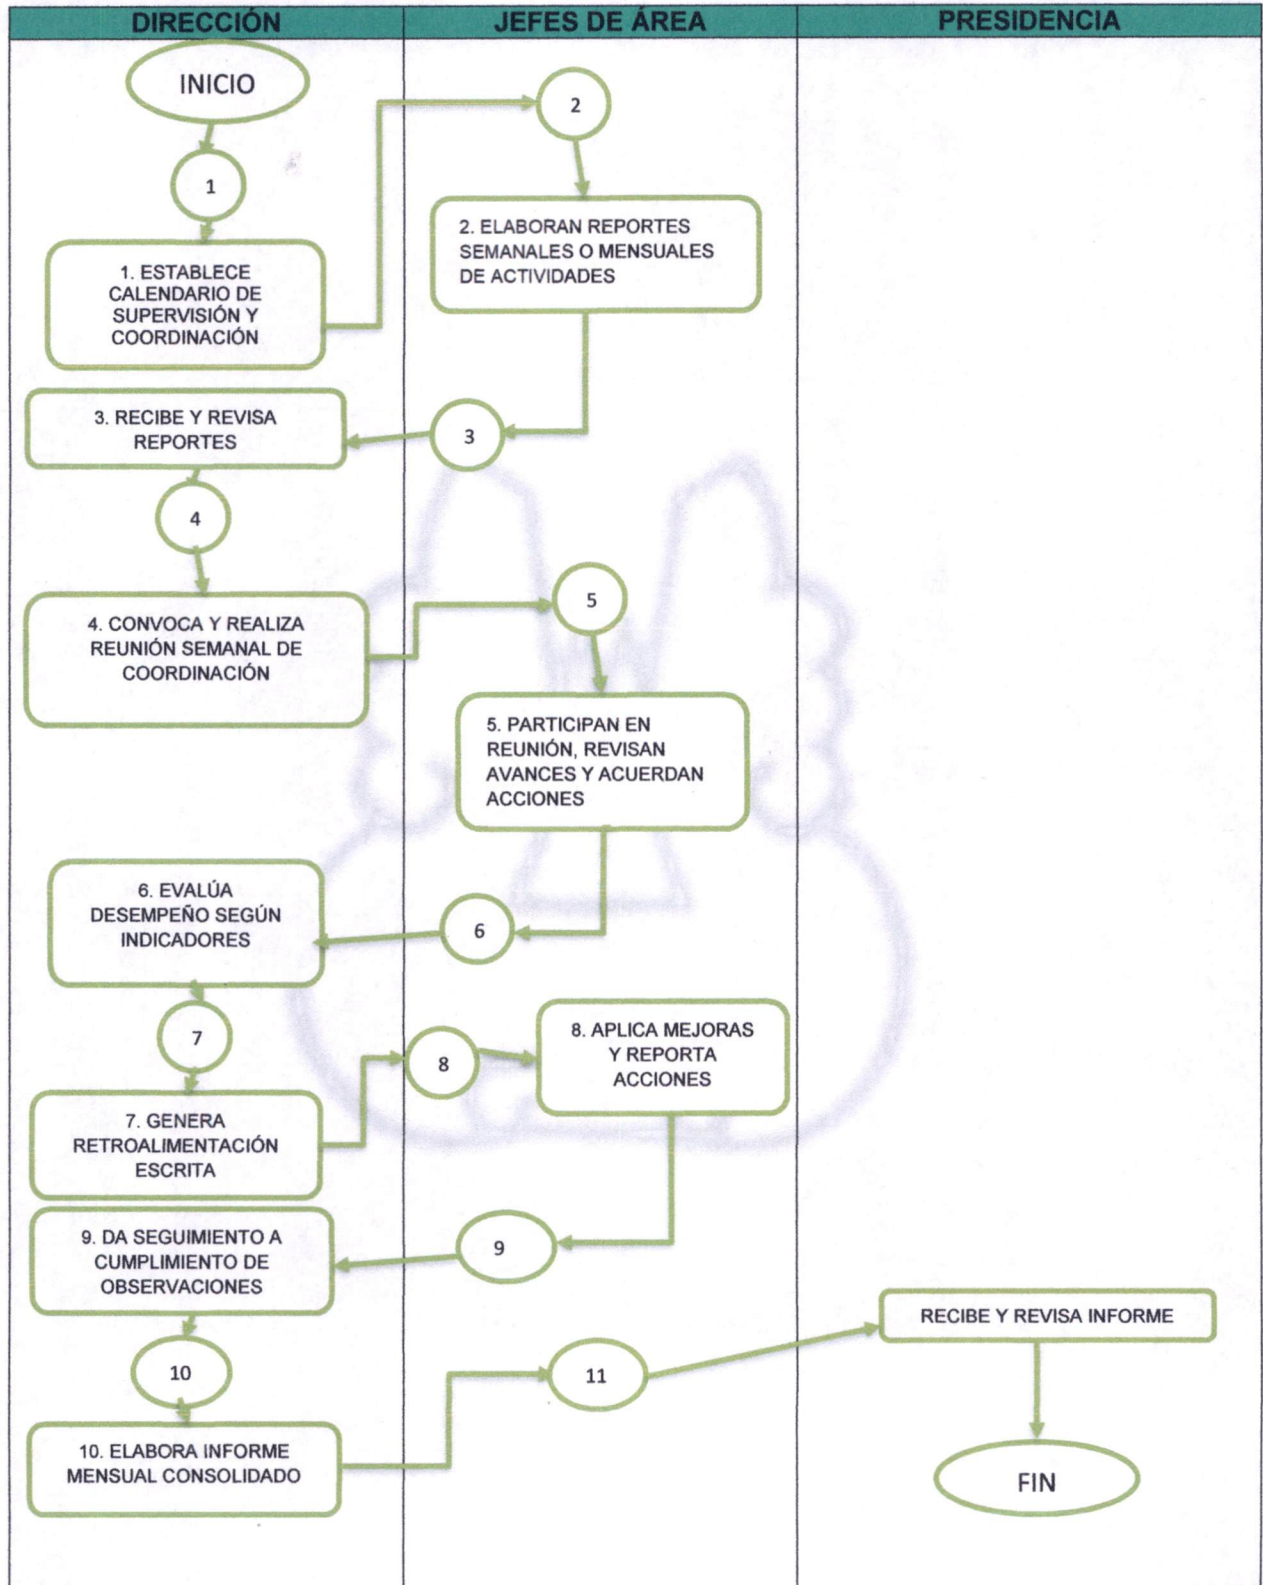 DIRECCIÓN
JEFES DE ÁREA
PRESIDENCIA
INICIO
1
1. ESTABLECE
CALENDARIO DE
SUPERVISIÓN Y
COORDINACIÓN
2
2. ELABORAN REPORTES
SEMANALES O MENSUALES
DE ACTIVIDADES
3
3. RECIBE Y REVISA
REPORTES
4
4. CONVOCA Y REALIZA
REUNIÓN SEMANAL DE
COORDINACIÓN
5
5. PARTICIPAN EN
REUNIÓN, REVISAN
AVANCES Y ACUERDAN
ACCIONES
6
6. EVALÚA
DESEMPEÑO SEGÚN
INDICADORES
7
7. GENERA
RETROALIMENTACIÓN
ESCRITA
8
8. APLICA MEJORAS
Y REPORTA
ACCIONES
9
9. DA SEGUIMIENTO A
CUMPLIMIENTO DE
OBSERVACIONES
10
10. ELABORA INFORME
MENSUAL CONSOLIDADO
11
RECIBE Y REVISA INFORME
FIN